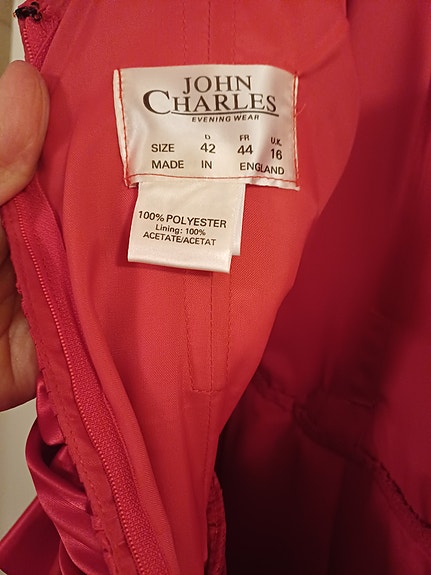 JOHN
CHARLES
EVENING WEAR
D FR U.K.
SIZE 42 44 16
MADE IN ENGLAND
100% POLYESTER
Lining: 100%
ACETATE/ACETAT